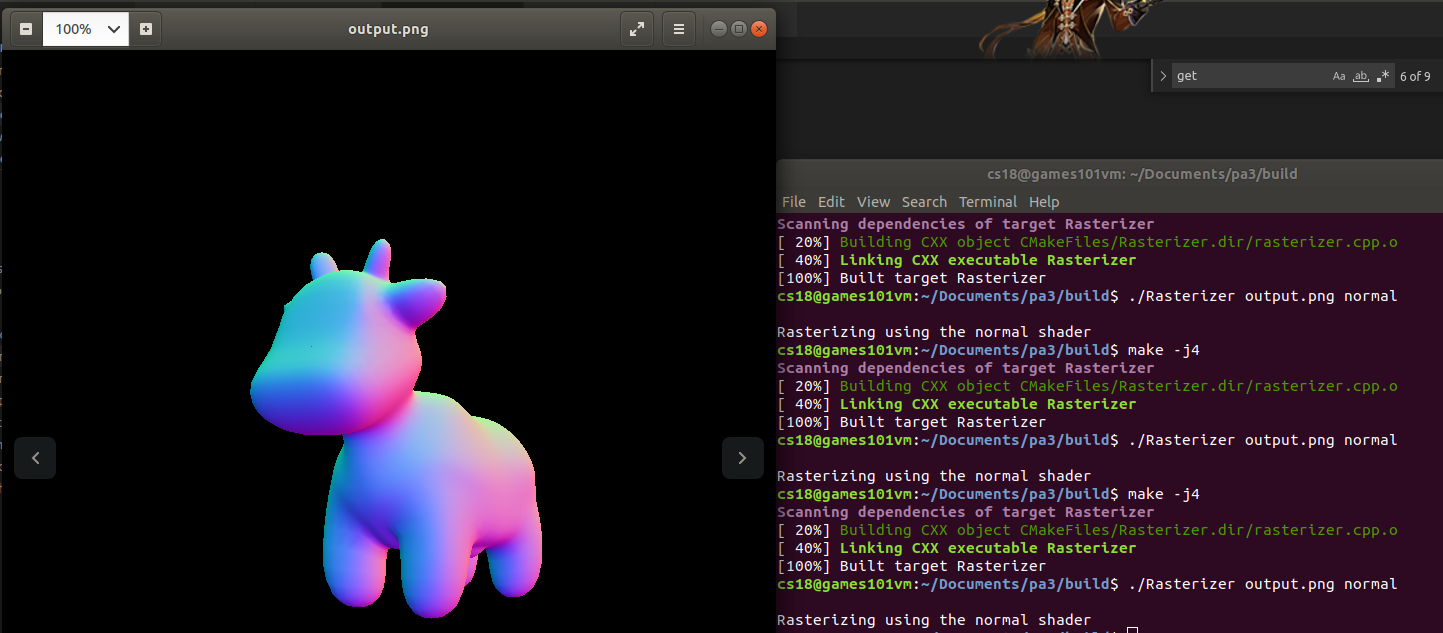 100%
output.png
get
Aa
ab
6 of 9
cs18@games101vm: ~/Documents/pa3/build
File Edit View Search Terminal Help
Scanning dependencies of target Rasterizer
[ 20%] Building CXX object CMakeFiles/Rasterizer.dir/rasterizer.cpp.o
[ 40%] Linking CXX executable Rasterizer
[100%] Built target Rasterizer
cs18@games101vm:~/Documents/pa3/build$ ./Rasterizer output.png normal
Rasterizing using the normal shader
cs18@games101vm:~/Documents/pa3/build$ make -j4
Scanning dependencies of target Rasterizer
[ 20%] Building CXX object CMakeFiles/Rasterizer.dir/rasterizer.cpp.o
[ 40%] Linking CXX executable Rasterizer
[100%] Built target Rasterizer
cs18@games101vm:~/Documents/pa3/build$ ./Rasterizer output.png normal
Rasterizing using the normal shader
cs18@games101vm:~/Documents/pa3/build$ make -j4
Scanning dependencies of target Rasterizer
[ 20%] Building CXX object CMakeFiles/Rasterizer.dir/rasterizer.cpp.o
[ 40%] Linking CXX executable Rasterizer
[100%] Built target Rasterizer
cs18@games101vm:~/Documents/pa3/build$ ./Rasterizer output.png normal
Rasterizing using the normal shader